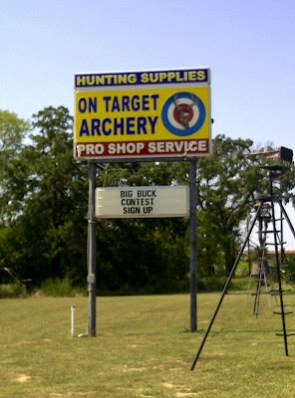 HUNTING SUPPLIES
ON TARGET
ARCHERY
PRO SHOP SERVICE
BIG BUCK
CONTEST
SIGN UP